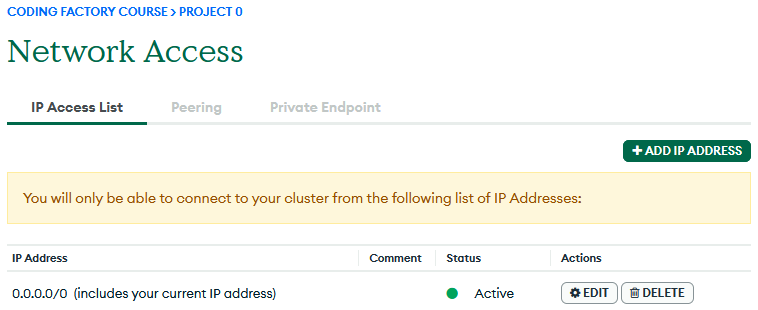 CODING FACTORY COURSE > PROJECT 0
Network Access
IP Access List Peering Private Endpoint
+ ADD IP ADDRESS
You will only be able to connect to your cluster from the following list of IP Addresses:
IP Address Comment Status Actions
0.0.0.0/0 (includes your current IP address) Active EDIT DELETE